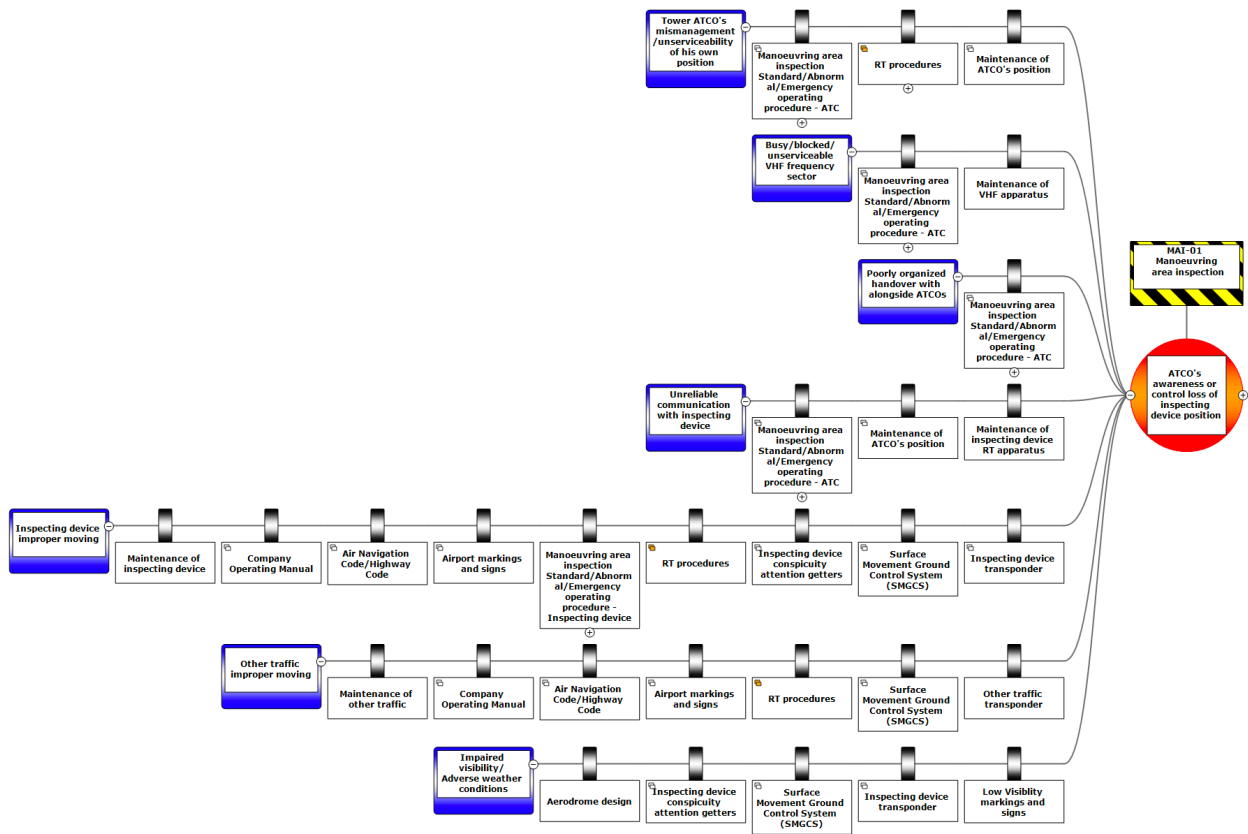 Tower ATCO's
mismanagement
/unserviceability
of his own
position
Manoeuvring area
inspection
Standard/Abnorm
al/Emergency
operating
procedure - ATC
RT procedures
Maintenance of
ATCO's position
Busy/blocked/
unserviceable
VHF frequency
sector
Manoeuvring area
inspection
Standard/Abnorm
al/Emergency
operating
procedure - ATC
Maintenance of
VHF apparatus
MAI-01
Manoeuvring
area inspection
Poorly organized
handover with
alongside ATCOs
Manoeuvring area
inspection
Standard/Abnorm
al/Emergency
operating
procedure - ATC
ATCO's
awareness or
control loss of
inspecting
device position
Unreliable
communication
with inspecting
device
Manoeuvring area
inspection
Standard/Abnorm
al/Emergency
operating
procedure - ATC
Maintenance of
ATCO's position
Maintenance of
inspecting device
RT apparatus
Inspecting device
improper moving
Maintenance of
inspecting device
Company
Operating Manual
Air Navigation
Code/Highway
Code
Airport markings
and signs
Manoeuvring area
inspection
Standard/Abnorm
al/Emergency
operating
procedure -
Inspecting device
RT procedures
Inspecting device
conspicuity
attention getters
Surface
Movement Ground
Control System
(SMGCS)
Inspecting device
transponder
Other traffic
improper moving
Maintenance of
other traffic
Company
Operating Manual
Air Navigation
Code/Highway
Code
Airport markings
and signs
RT procedures
Surface
Movement Ground
Control System
(SMGCS)
Other traffic
transponder
Impaired
visibility/
Adverse weather
conditions
Aerodrome design
Inspecting device
conspicuity
attention getters
Surface
Movement Ground
Control System
(SMGCS)
Inspecting device
transponder
Low Visiblity
markings and
signs